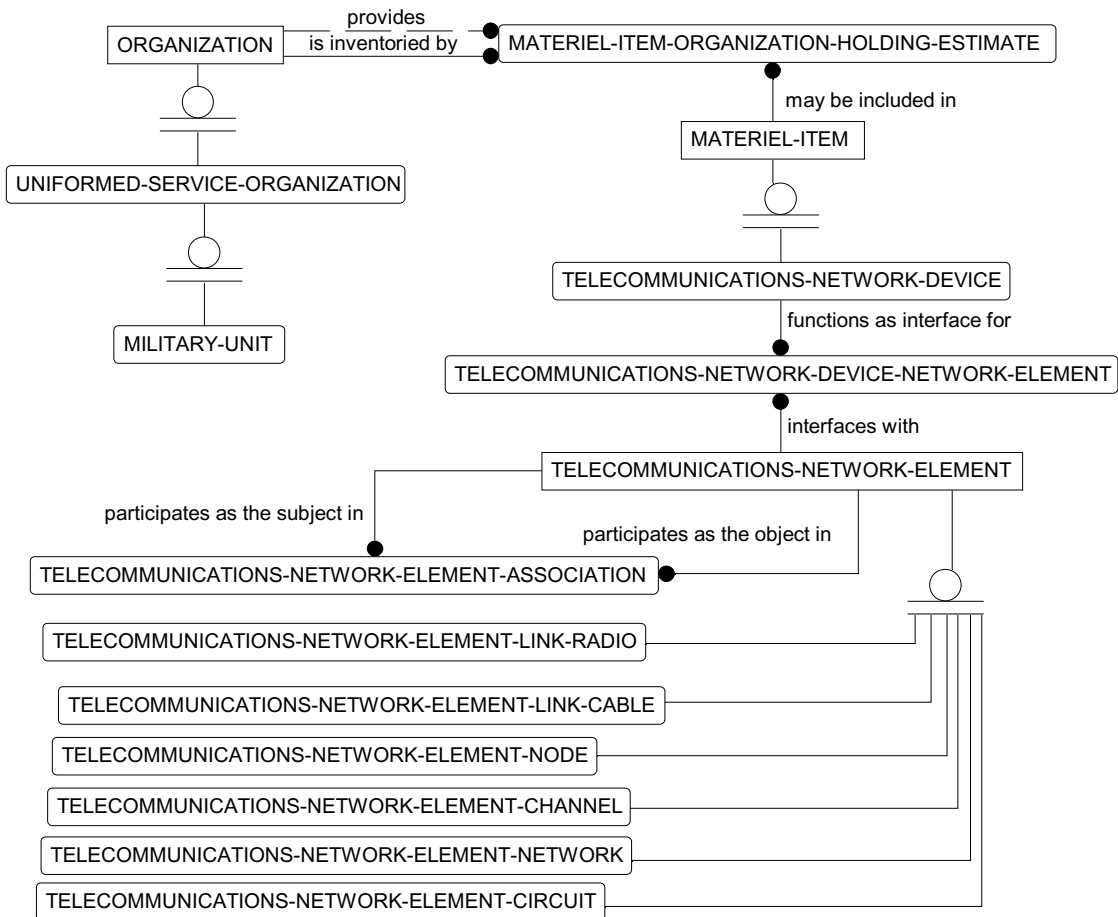 provides
ORGANIZATION
is inventoried by
MATERIEL-ITEM-ORGANIZATION-HOLDING-ESTIMATE
may be included in
MATERIEL-ITEM
UNIFORMED-SERVICE-ORGANIZATION
TELECOMMUNICATIONS-NETWORK-DEVICE
functions as interface for
MILITARY-UNIT
TELECOMMUNICATIONS-NETWORK-DEVICE-NETWORK-ELEMENT
interfaces with
TELECOMMUNICATIONS-NETWORK-ELEMENT
participates as the subject in
participates as the object in
TELECOMMUNICATIONS-NETWORK-ELEMENT-ASSOCIATION
TELECOMMUNICATIONS-NETWORK-ELEMENT-LINK-RADIO
TELECOMMUNICATIONS-NETWORK-ELEMENT-LINK-CABLE
TELECOMMUNICATIONS-NETWORK-ELEMENT-NODE
TELECOMMUNICATIONS-NETWORK-ELEMENT-CHANNEL
TELECOMMUNICATIONS-NETWORK-ELEMENT-NETWORK
TELECOMMUNICATIONS-NETWORK-ELEMENT-CIRCUIT